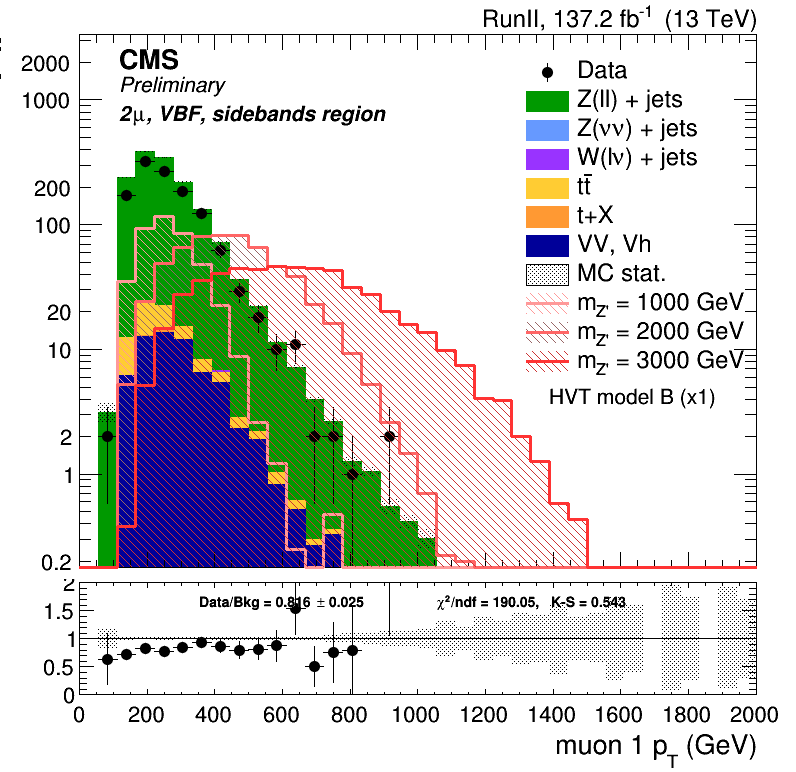 RunII, 137.2 fb⁻¹ (13 TeV)
CMS
Preliminary
2μ, VBF, sidebands region
Data
Z(ll) + jets
Z(νν) + jets
W(lν) + jets
tt̄
t+X
VV, Vh
MC stat.
m_Z' = 1000 GeV
m_Z' = 2000 GeV
m_Z' = 3000 GeV
HVT model B (x1)
2000
1000
200
100
20
10
2
1
0.2
Data/Bkg = 0.816 ± 0.025 χ²/ndf = 190.05, K-S = 0.543
2
1.5
1
0.5
0
0 200 400 600 800 1000 1200 1400 1600 1800 2000
muon 1 p_T (GeV)